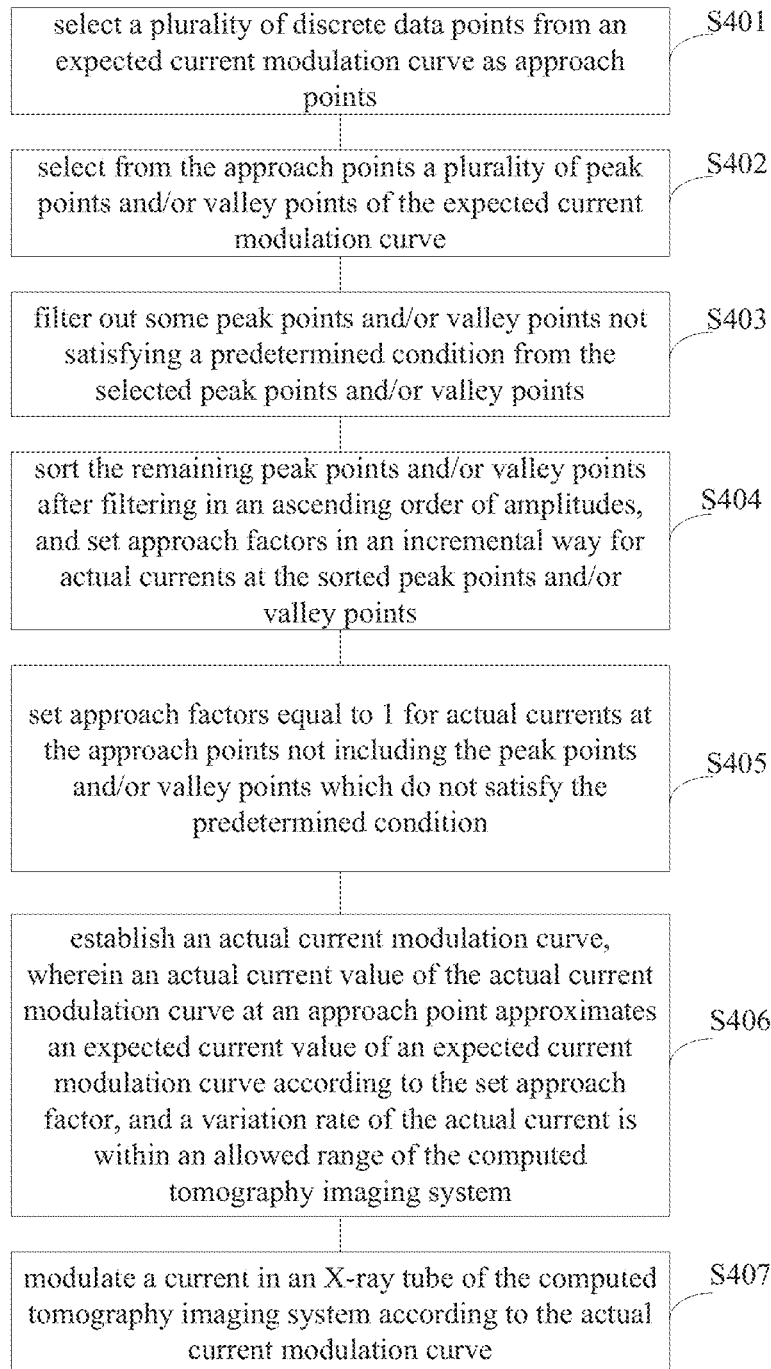 select a plurality of discrete data points from an
expected current modulation curve as approach
points
S401
select from the approach points a plurality of peak
points and/or valley points of the expected current
modulation curve
S402
filter out some peak points and/or valley points not
satisfying a predetermined condition from the
selected peak points and/or valley points
S403
sort the remaining peak points and/or valley points
after filtering in an ascending order of amplitudes,
and set approach factors in an incremental way for
actual currents at the sorted peak points and/or
valley points
S404
set approach factors equal to 1 for actual currents at
the approach points not including the peak points
and/or valley points which do not satisfy the
predetermined condition
S405
establish an actual current modulation curve,
wherein an actual current value of the actual current
modulation curve at an approach point approximates
an expected current value of an expected current
modulation curve according to the set approach
factor, and a variation rate of the actual current is
within an allowed range of the computed
tomography imaging system
S406
modulate a current in an X-ray tube of the computed
tomography imaging system according to the actual
current modulation curve
S407